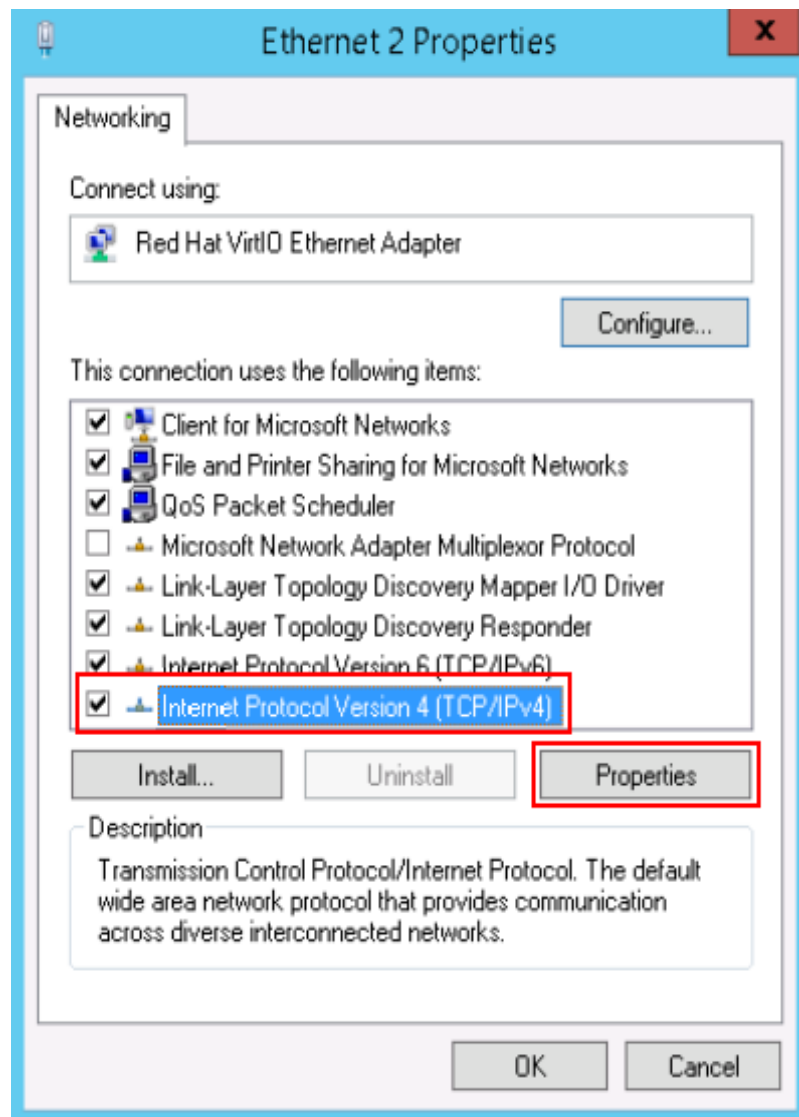 Ethernet 2 Properties
x
Networking
Connect using:
Red Hat VirtIO Ethernet Adapter
Configure...
This connection uses the following items:
Client for Microsoft Networks
File and Printer Sharing for Microsoft Networks
QoS Packet Scheduler
Microsoft Network Adapter Multiplexor Protocol
Link-Layer Topology Discovery Mapper I/O Driver
Link-Layer Topology Discovery Responder
Internet Protocol Version 6 (TCP/IPv6)
Internet Protocol Version 4 (TCP/IPv4)
Install... Uninstall Properties
Description
Transmission Control Protocol/Internet Protocol. The default
wide area network protocol that provides communication
across diverse interconnected networks.
OK Cancel